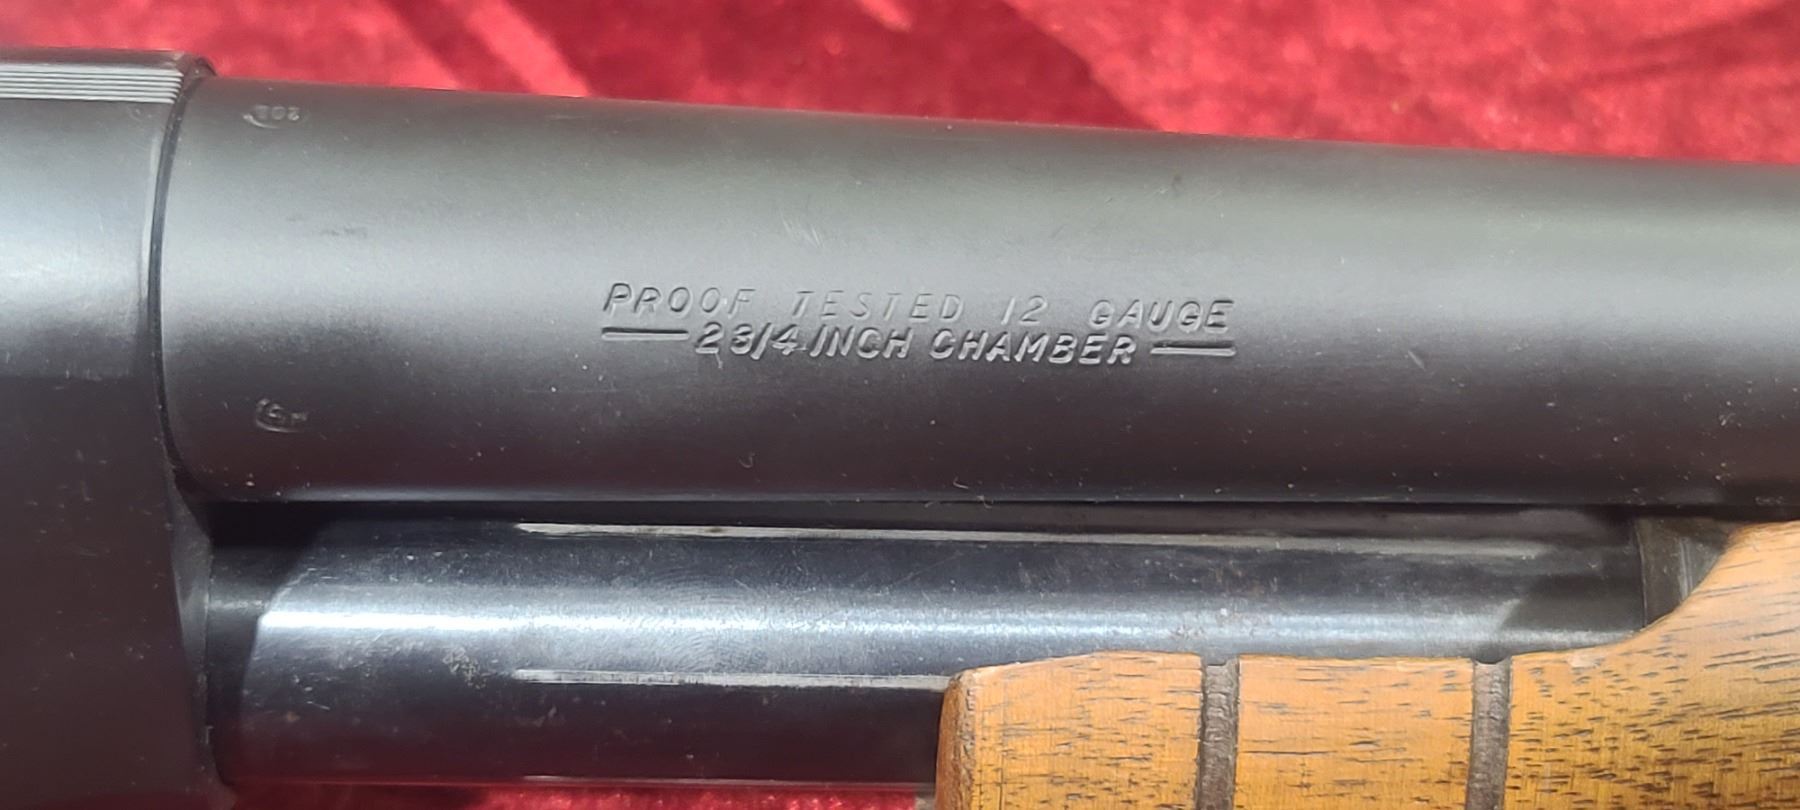 PROOF TESTED 12 GAUGE
2 3/4 INCH CHAMBER